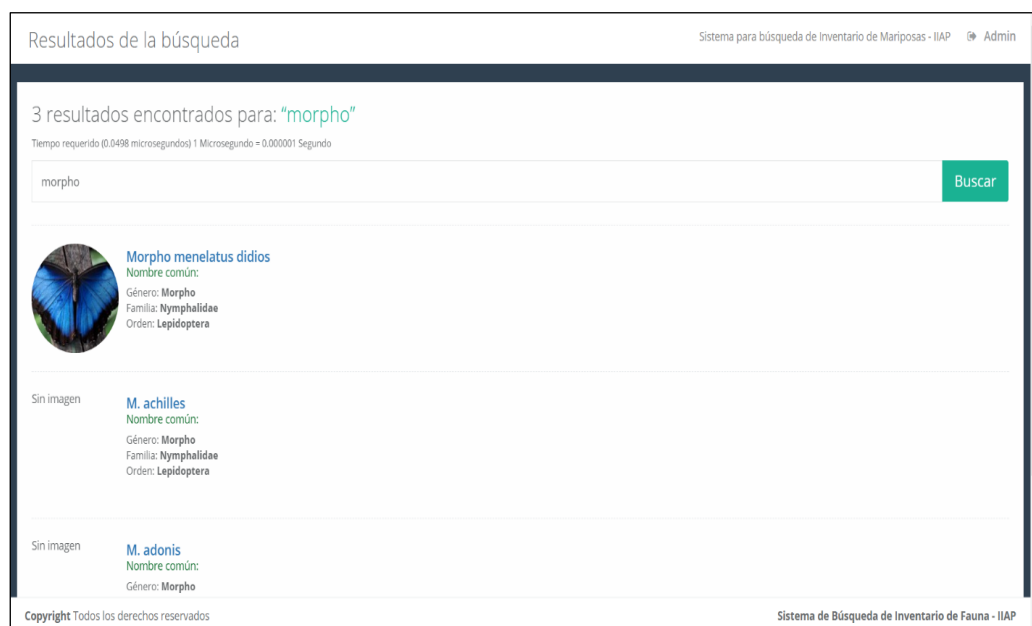 Resultados de la búsqueda
Sistema para búsqueda de Inventario de Mariposas - IIAP Admin
3 resultados encontrados para: “morpho”
Tiempo requerido (0.0498 microsegundos) 1 Microsegundo = 0.000001 Segundo
morpho
Buscar
Morpho menelatus didios
Nombre común:
Género: Morpho
Familia: Nymphalidae
Orden: Lepidoptera
Sin imagen
M. achilles
Nombre común:
Género: Morpho
Familia: Nymphalidae
Orden: Lepidoptera
Sin imagen
M. adonis
Nombre común:
Género: Morpho
Copyright Todos los derechos reservados
Sistema de Búsqueda de Inventario de Fauna - IIAP